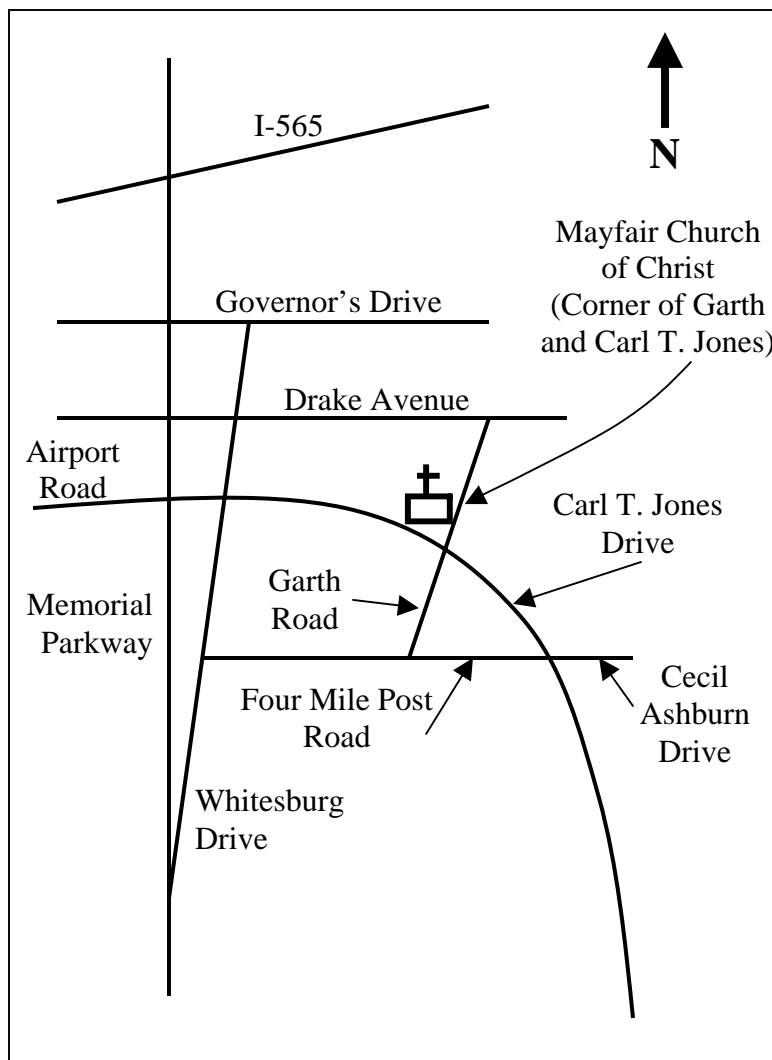 I-565
N
Mayfair Church
of Christ
(Corner of Garth
and Carl T. Jones)
Governor's Drive
Drake Avenue
Airport
Road
Carl T. Jones
Drive
Garth
Road
Memorial
Parkway
Four Mile Post
Road
Cecil
Ashburn
Drive
Whitesburg
Drive